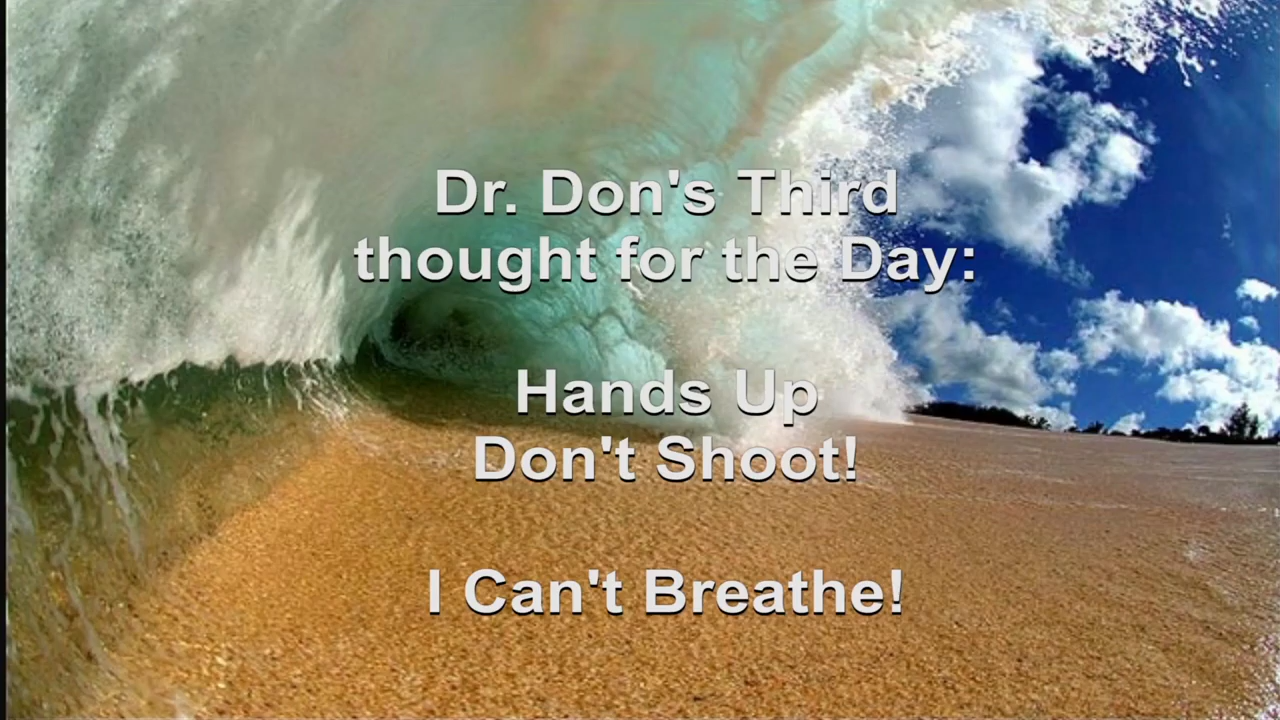 Dr. Don's Third
thought for the Day:
Hands Up
Don't Shoot!
I Can't Breathe!